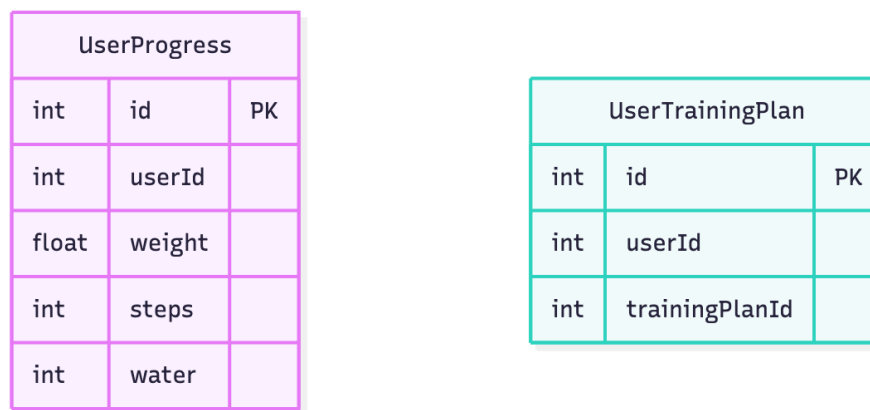 UserProgress
int id PK
int userId
float weight
int steps
int water
UserTrainingPlan
int id PK
int userId
int trainingPlanId